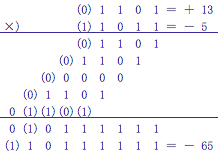 (0) 1 1 0 1 = + 13
×) (1) 1 0 1 1 = - 5
(0) 1 1 0 1
(0) 1 1 0 1
(0) 0 0 0 0
(0) 1 1 0 1
0 (1) (1) (0) (1)
0 (1) 0 1 1 1 1 1 1
(1) 1 0 1 1 1 1 1 1 = - 65